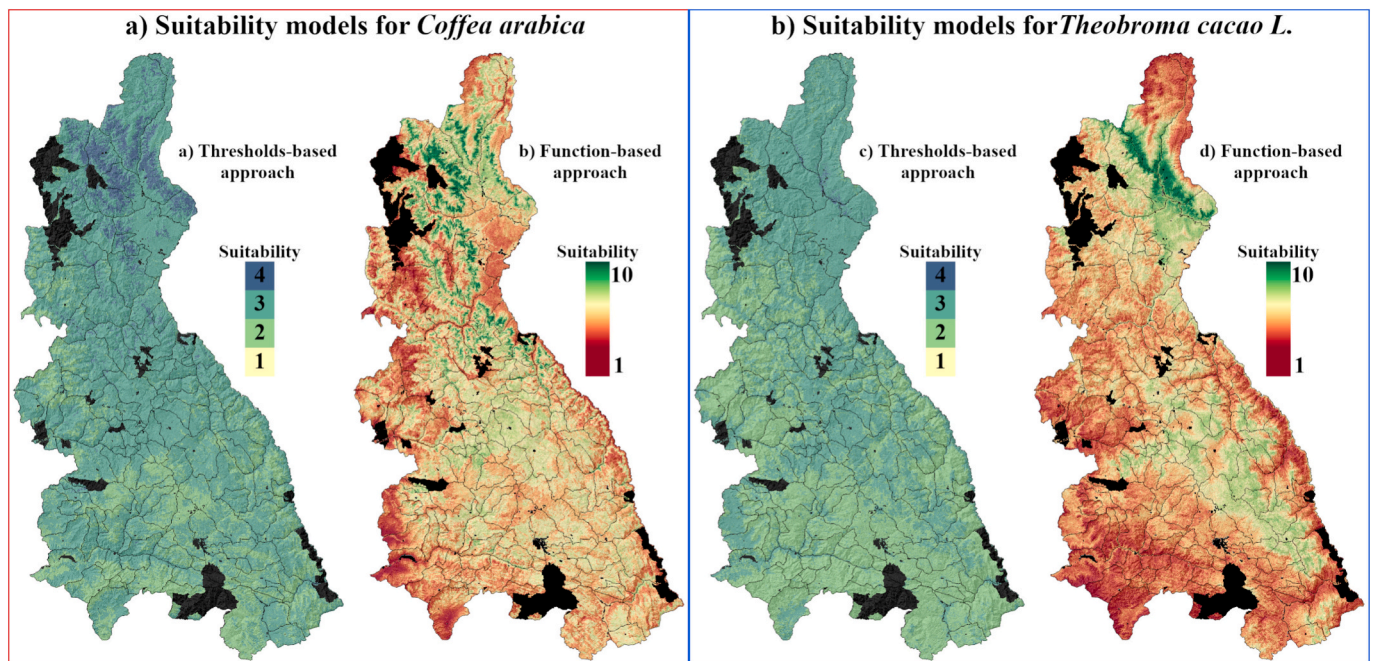 a) Suitability models for Coffea arabica
a) Thresholds-based
approach
Suitability
4
3
2
1
b) Function-based
approach
Suitability
10
1
b) Suitability models forTheobroma cacao L.
c) Thresholds-based
approach
Suitability
4
3
2
1
d) Function-based
approach
Suitability
10
1